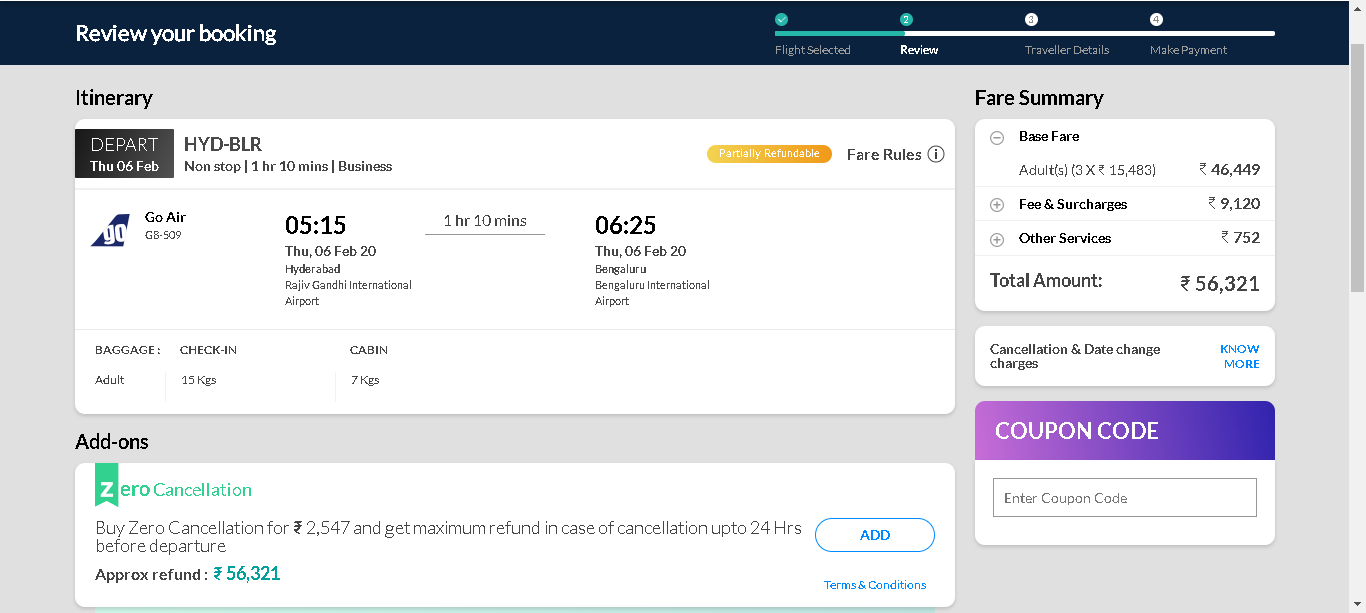 Review your booking
2
3
4
Flight Selected
Review
Traveller Details
Make Payment
Itinerary
DEPART
Thu 06 Feb
HYD-BLR
Non stop | 1 hr 10 mins | Business
Partially Refundable
Fare Rules i
go
Go Air
G8-509
05:15
Thu, 06 Feb 20
Hyderabad
Rajiv Gandhi International
Airport
1 hr 10 mins
06:25
Thu, 06 Feb 20
Bengaluru
Bengaluru International
Airport
BAGGAGE : CHECK-IN CABIN
Adult 15 Kgs 7 Kgs
Add-ons
Zero Cancellation
Buy Zero Cancellation for ₹ 2,547 and get maximum refund in case of cancellation upto 24 Hrs
before departure
Approx refund : ₹ 56,321
ADD
Terms & Conditions
Fare Summary
Base Fare
Adult(s) (3 X ₹ 15,483) ₹ 46,449
Fee & Surcharges ₹ 9,120
Other Services ₹ 752
Total Amount: ₹ 56,321
Cancellation & Date change
charges
KNOW
MORE
COUPON CODE
Enter Coupon Code